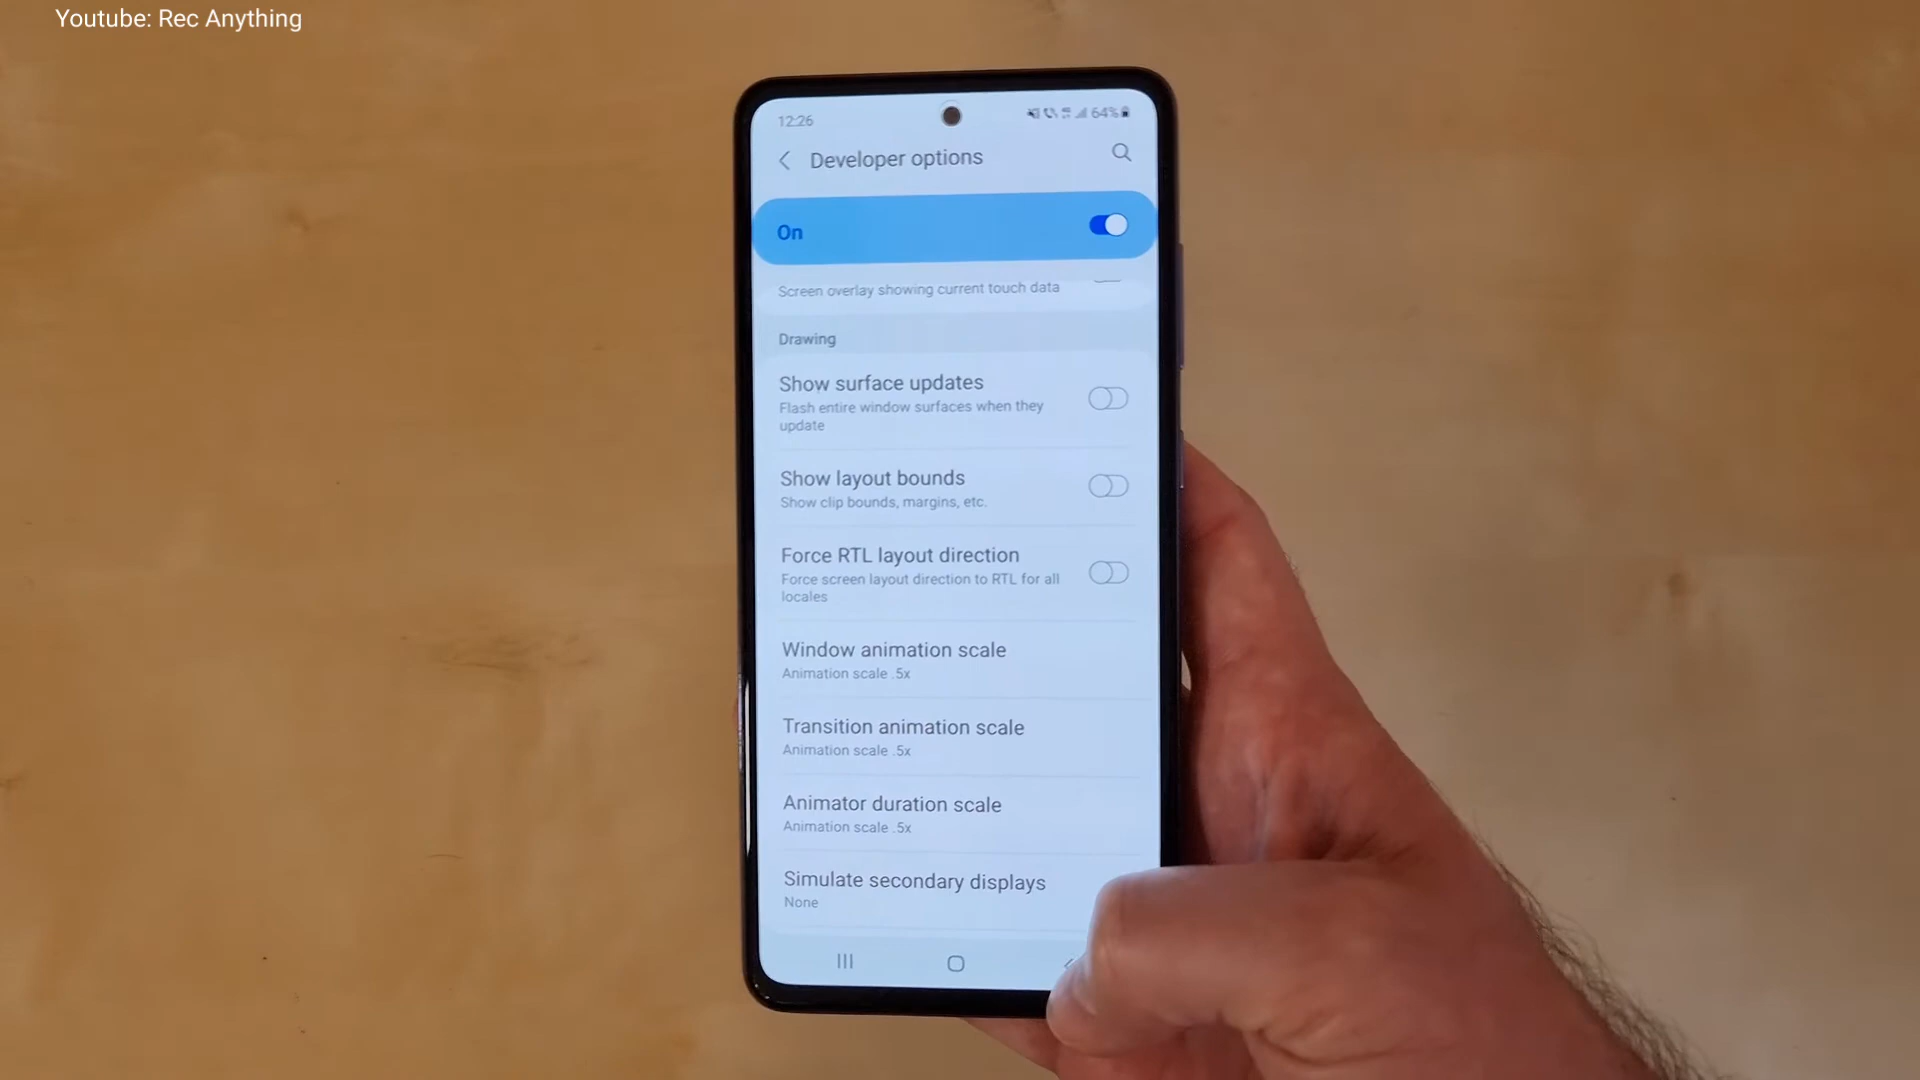 Youtube: Rec Anything
12:26
64%
Developer options
On
Screen overlay showing current touch data
Drawing
Show surface updates
Flash entire window surfaces when they
update
Show layout bounds
Show clip bounds, margins, etc.
Force RTL layout direction
Force screen layout direction to RTL for all
locales
Window animation scale
Animation scale .5x
Transition animation scale
Animation scale .5x
Animator duration scale
Animation scale .5x
Simulate secondary displays
None